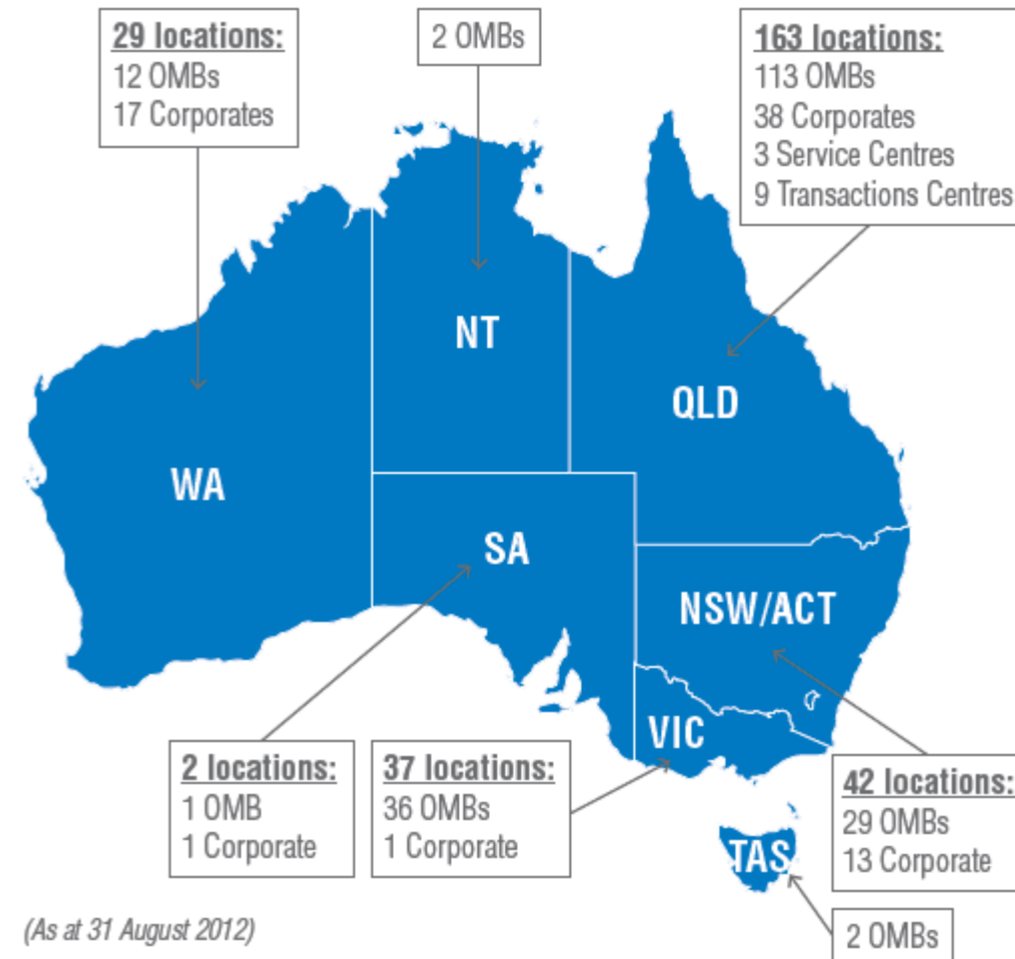 29 locations:
12 OMBs
17 Corporates
2 OMBs
163 locations:
113 OMBs
38 Corporates
3 Service Centres
9 Transactions Centres
NT
QLD
WA
SA
NSW/ACT
VIC
TAS
2 locations:
1 OMB
1 Corporate
37 locations:
36 OMBs
1 Corporate
42 locations:
29 OMBs
13 Corporate
2 OMBs
(As at 31 August 2012)